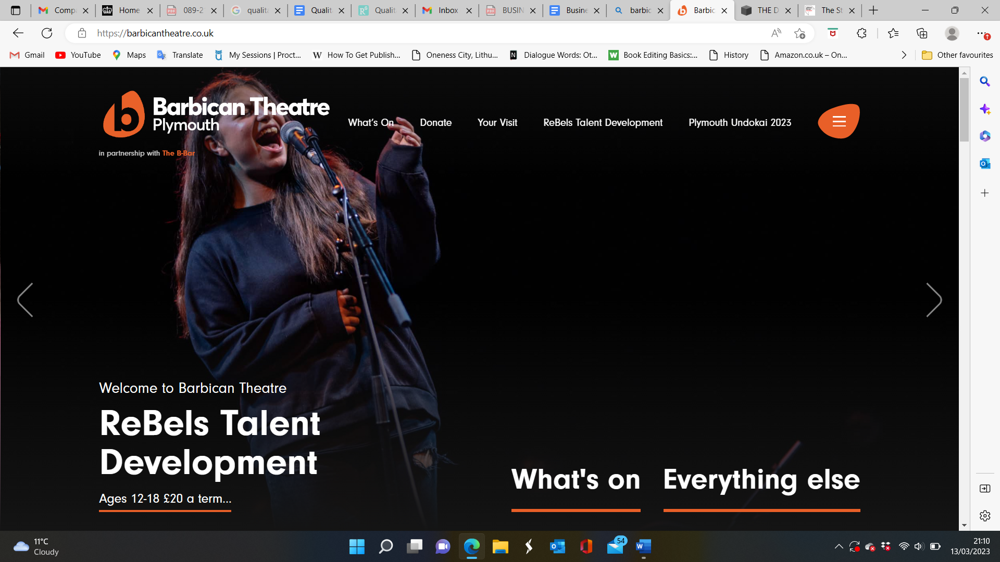 Comp
Home
089-2
qualita
Qualit
Qualit
Inbox
BUSIN
Busine
barbic
Barbic
THE D
The St
https://barbicantheatre.co.uk
Gmail
YouTube
Maps
Translate
My Sessions | Proct...
How To Get Publish...
Oneness City, Lithu...
Dialogue Words: Ot...
Book Editing Basics:...
History
Amazon.co.uk – On...
Other favourites
b Barbican Theatre
Plymouth
in partnership with The B-Bar
What's On
Donate
Your Visit
ReBels Talent Development
Plymouth Undokai 2023
Welcome to Barbican Theatre
ReBels Talent
Development
Ages 12-18 £20 a term...
What's on
Everything else
11°C
Cloudy
54
21:10
13/03/2023